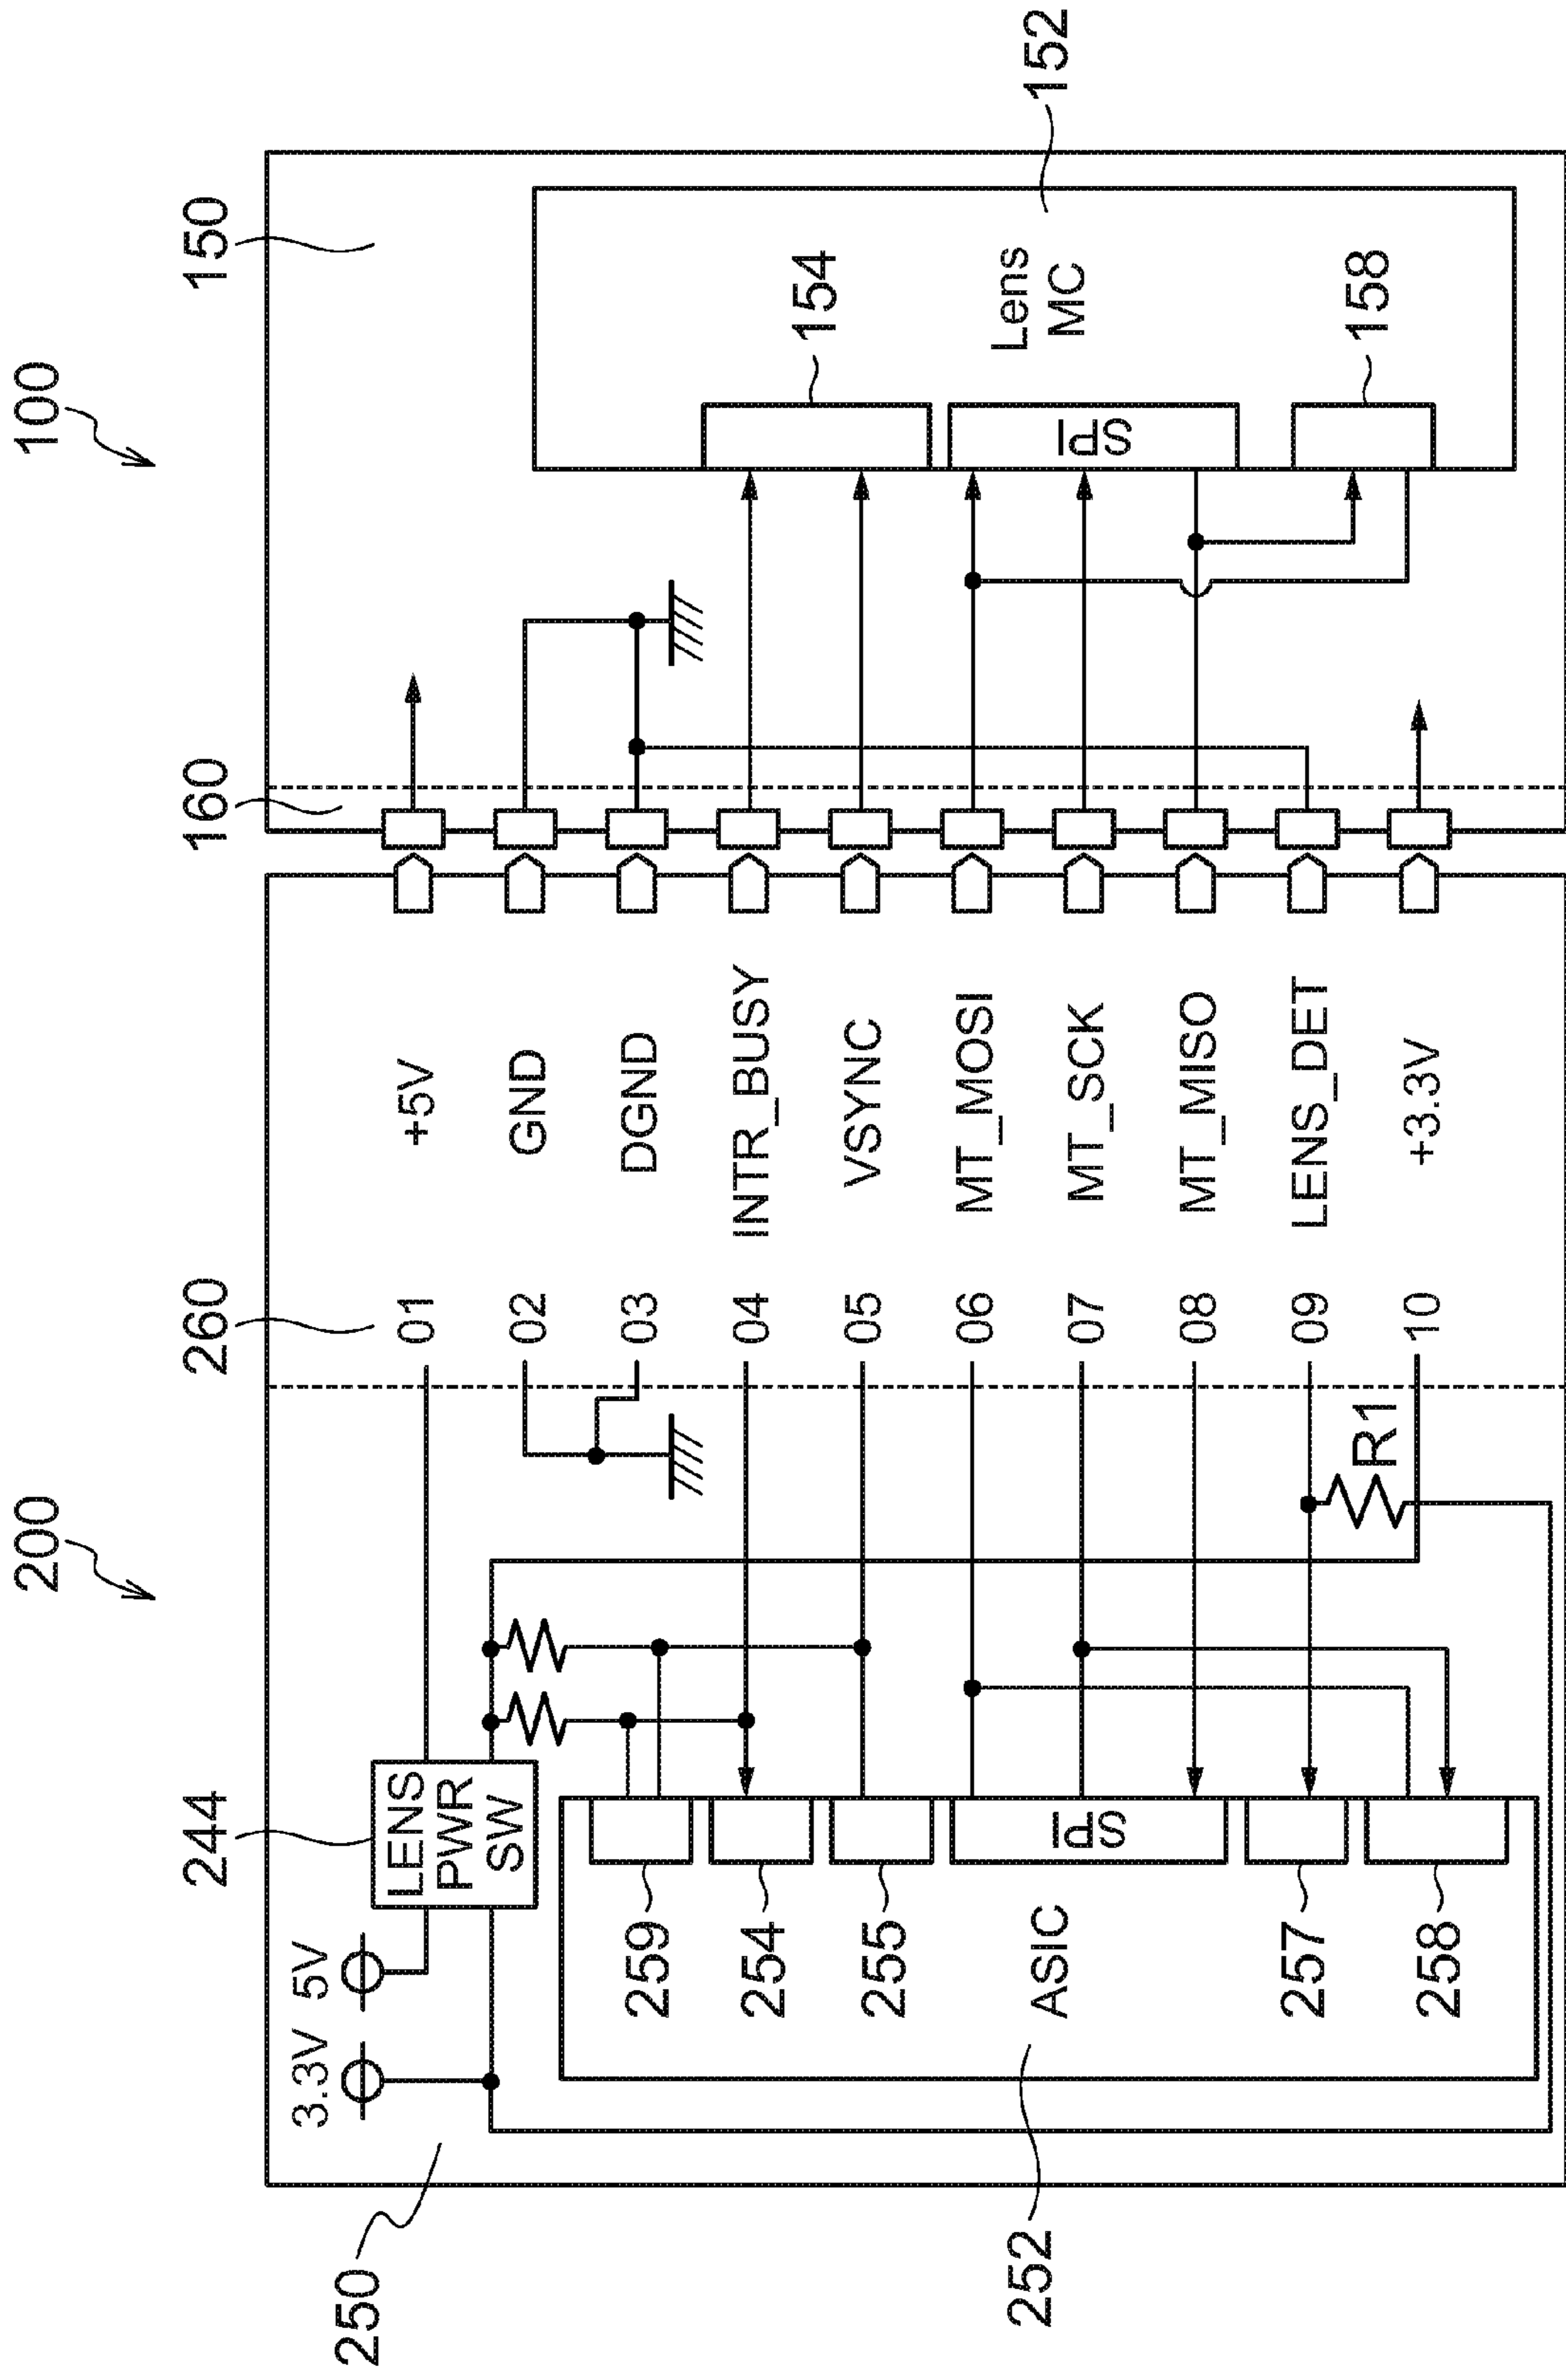 200
100
250
3.3V
5V
244
260
160
150
LENS
PWR
SW
01 +5V
02 GND
03 DGND
04 INTR_BUSY
05 VSYNC
06 MT_MOSI
07 MT_SCK
08 MT_MISO
09 LENS_DET
10 +3.3V
259
254
255
SPI
ASIC
257
258
R1
252
154
SPI
Lens
MC
158
152